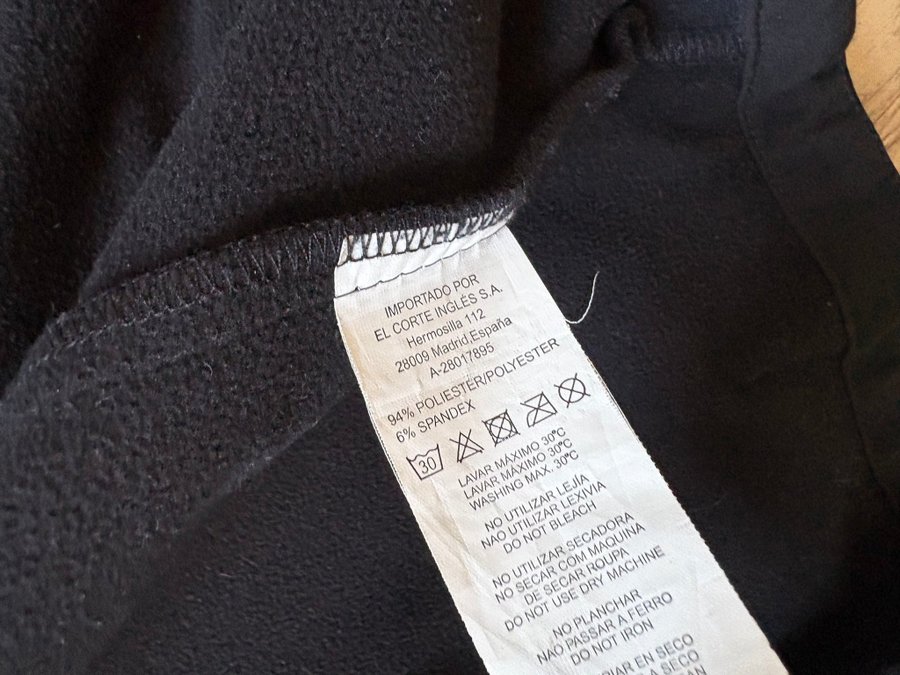 IMPORTADO POR
EL CORTE INGLÉS S.A.
Hermosilla 112
28009 Madrid,España
A-28017895
94% POLIESTER/POLYESTER
6% SPANDEX
30
LAVAR MÁXIMO 30°C
LAVAR MÁXIMO 30°C
WASHING MAX. 30°C
NO UTILIZAR LEJÍA
NAO UTILIZAR LEXIVIA
DO NOT BLEACH
NO UTILIZAR SECADORA
NO SECAR COM MAQUINA
DE SECAR ROUPA
DO NOT USE DRY MACHINE
NO PLANCHAR
NAO PASSAR A FERRO
DO NOT IRON
EN SECO
A SECO